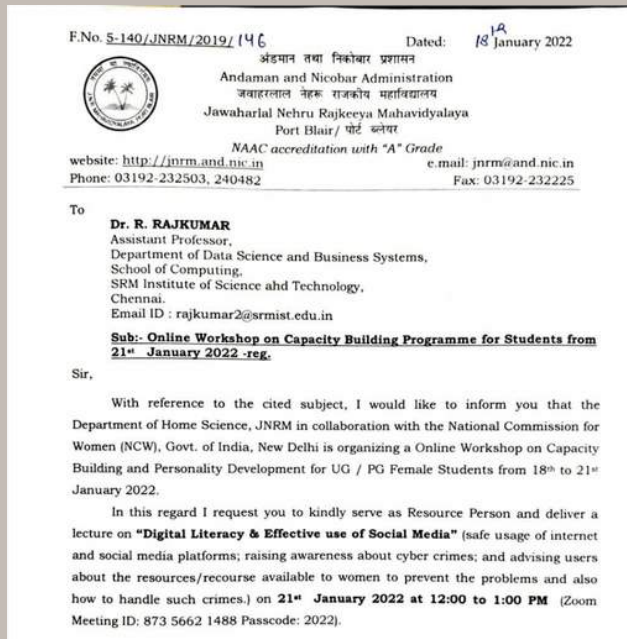 F.No. 5-140/JNRM/2019/146 Dated: 18th January 2022
अंडमान तथा निकोबार प्रशासन
Andaman and Nicobar Administration
जवाहरलाल नेहरू राजकीय महाविद्यालय
Jawaharlal Nehru Rajkeeya Mahavidyalaya
Port Blair/ पोर्ट ब्लेयर
NAAC accreditation with "A" Grade
website: http://jnrm.and.nic.in e.mail: jnrm@and.nic.in
Phone: 03192-232503, 240482 Fax: 03192-232225
To
Dr. R. RAJKUMAR
Assistant Professor,
Department of Data Science and Business Systems,
School of Computing,
SRM Institute of Science ahd Technology,
Chennai.
Email ID : rajkumar2@srmist.edu.in
Sub:- Online Workshop on Capacity Building Programme for Students from
21st January 2022 -reg.
Sir,
With reference to the cited subject, I would like to inform you that the
Department of Home Science, JNRM in collaboration with the National Commission for
Women (NCW), Govt. of India, New Delhi is organizing a Online Workshop on Capacity
Building and Personality Development for UG / PG Female Students from 18th to 21st
January 2022.
In this regard I request you to kindly serve as Resource Person and deliver a
lecture on "Digital Literacy & Effective use of Social Media" (safe usage of internet
and social media platforms; raising awareness about cyber crimes; and advising users
about the resources/recourse available to women to prevent the problems and also
how to handle such crimes.) on 21st January 2022 at 12:00 to 1:00 PM (Zoom
Meeting ID: 873 5662 1488 Passcode: 2022).